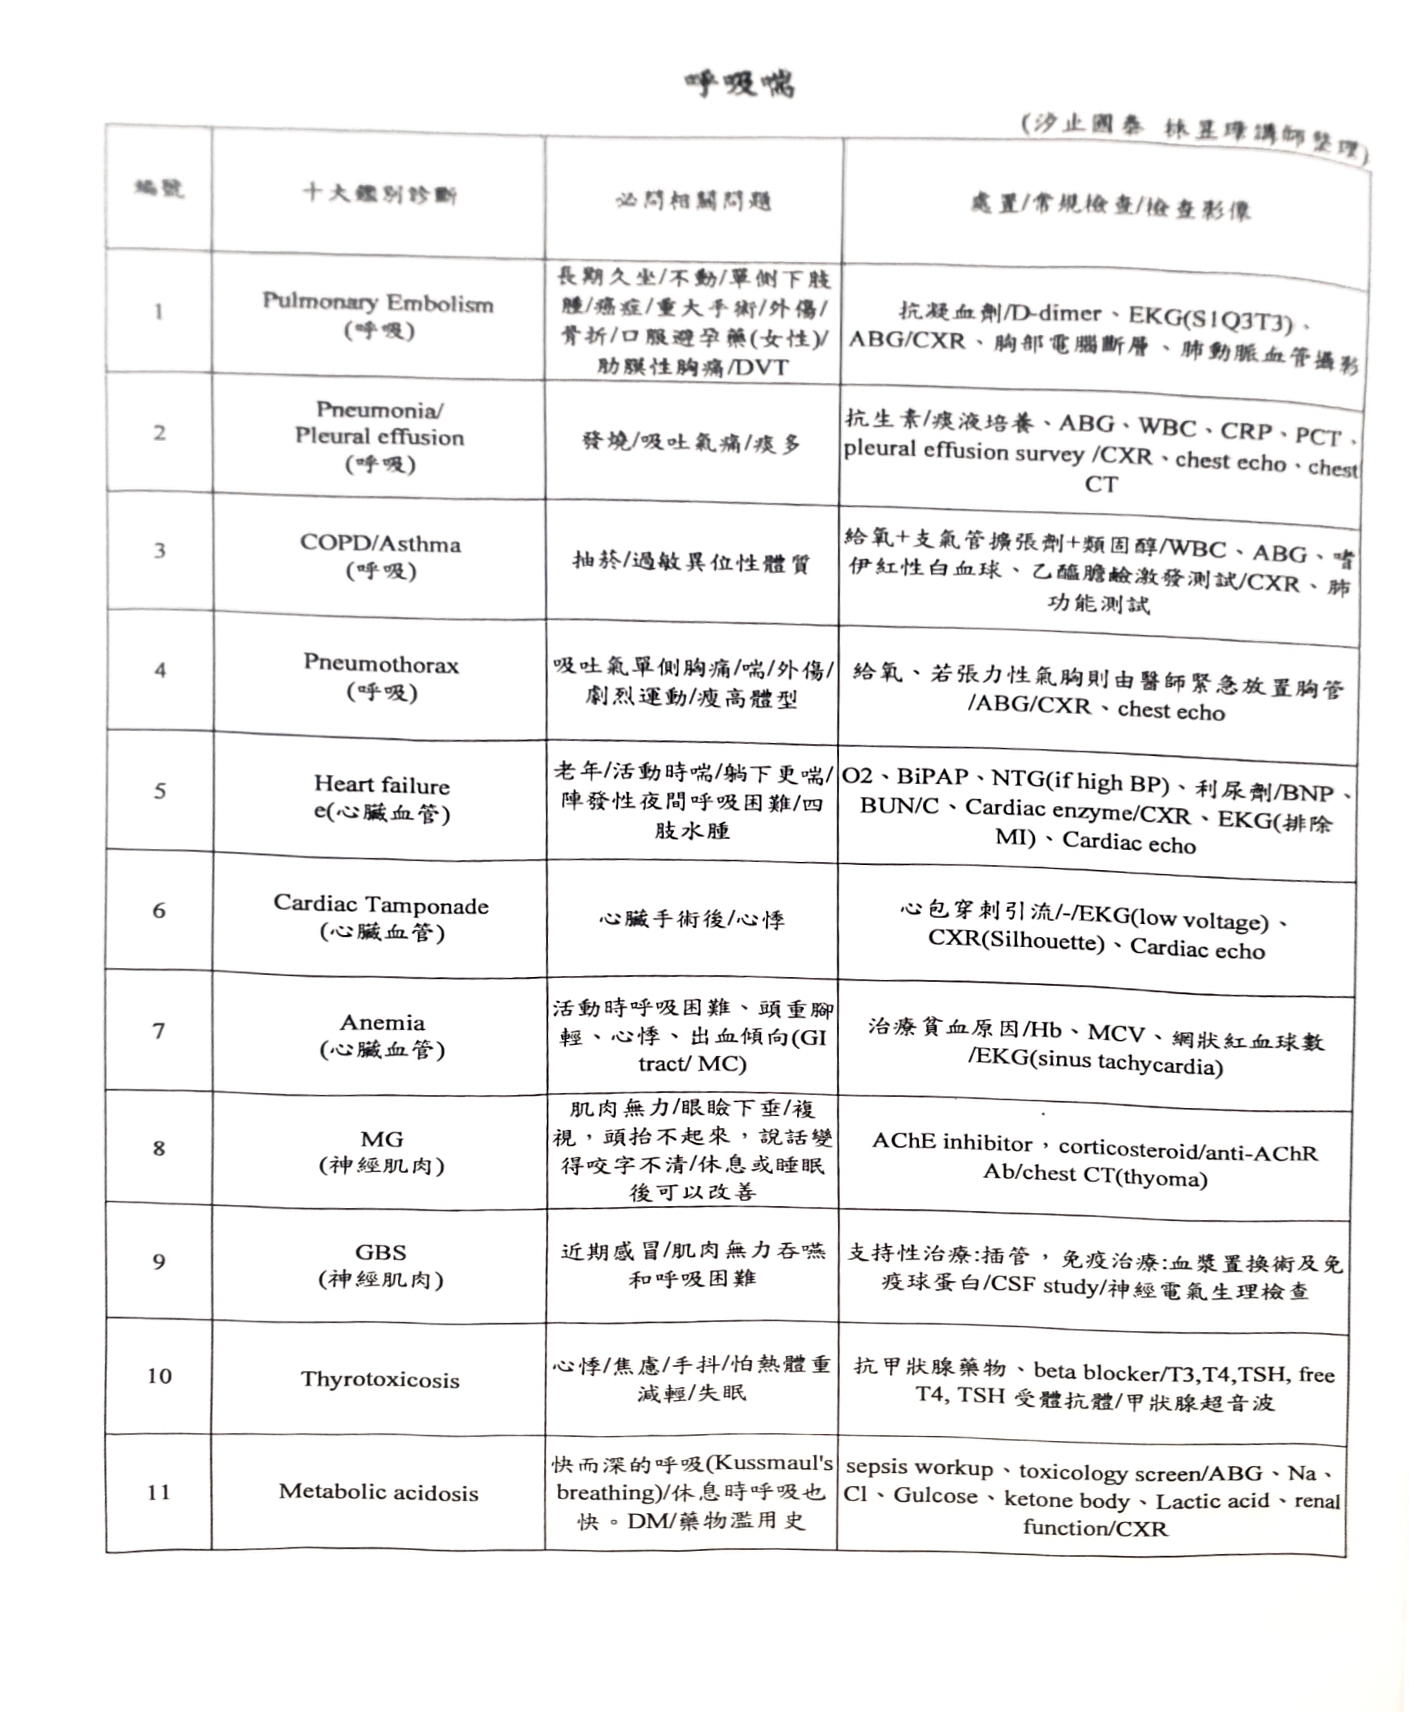 呼吸喘
(汐止國泰 林昱璋講師整理)
編號
十大鑑別診斷
必問相關問題
處置/常規檢查/檢查影像
1
Pulmonary Embolism
(呼吸)
長期久坐/不動/單側下肢
腫/癌症/重大手術/外傷/
骨折/口服避孕藥(女性)/
肋膜性胸痛/DVT
抗凝血劑/D-dimer、EKG(S1Q3T3)、
ABG/CXR、胸部電腦斷層、肺動脈血管攝影
2
Pneumonia/
Pleural effusion
(呼吸)
發燒/吸吐氣痛/痰多
抗生素/痰液培養、ABG、WBC、CRP、PCT、
pleural effusion survey /CXR、chest echo、chest
CT
3
COPD/Asthma
(呼吸)
抽菸/過敏異位性體質
給氧+支氣管擴張劑+類固醇/WBC、ABG、嗜
伊紅性白血球、乙醯膽鹼激發測試/CXR、肺
功能測試
4
Pneumothorax
(呼吸)
吸吐氣單側胸痛/喘/外傷/
劇烈運動/瘦高體型
給氧、若張力性氣胸則由醫師緊急放置胸管
/ABG/CXR、chest echo
5
Heart failure
e(心臟血管)
老年/活動時喘/躺下更喘/
陣發性夜間呼吸困難/四
肢水腫
O2、BiPAP、NTG(if high BP)、利尿劑/BNP、
BUN/C、Cardiac enzyme/CXR、EKG(排除
MI)、Cardiac echo
6
Cardiac Tamponade
(心臟血管)
心臟手術後/心悸
心包穿刺引流/-/EKG(low voltage)、
CXR(Silhouette)、Cardiac echo
7
Anemia
(心臟血管)
活動時呼吸困難、頭重腳
輕、心悸、出血傾向(GI
tract/ MC)
治療貧血原因/Hb、MCV、網狀紅血球數
/EKG(sinus tachycardia)
8
MG
(神經肌肉)
肌肉無力/眼瞼下垂/複
視，頭抬不起來，說話變
得咬字不清/休息或睡眠
後可以改善
AChE inhibitor，corticosteroid/anti-AChR
Ab/chest CT(thyoma)
9
GBS
(神經肌肉)
近期感冒/肌肉無力吞嚥
和呼吸困難
支持性治療:插管，免疫治療:血漿置換術及免
疫球蛋白/CSF study/神經電氣生理檢查
10
Thyrotoxicosis
心悸/焦慮/手抖/怕熱體重
減輕/失眠
抗甲狀腺藥物、beta blocker/T3,T4,TSH, free
T4, TSH 受體抗體/甲狀腺超音波
11
Metabolic acidosis
快而深的呼吸(Kussmaul's
breathing)/休息時呼吸也
快。DM/藥物濫用史
sepsis workup、toxicology screen/ABG、Na、
Cl、Gulcose、ketone body、Lactic acid、renal
function/CXR